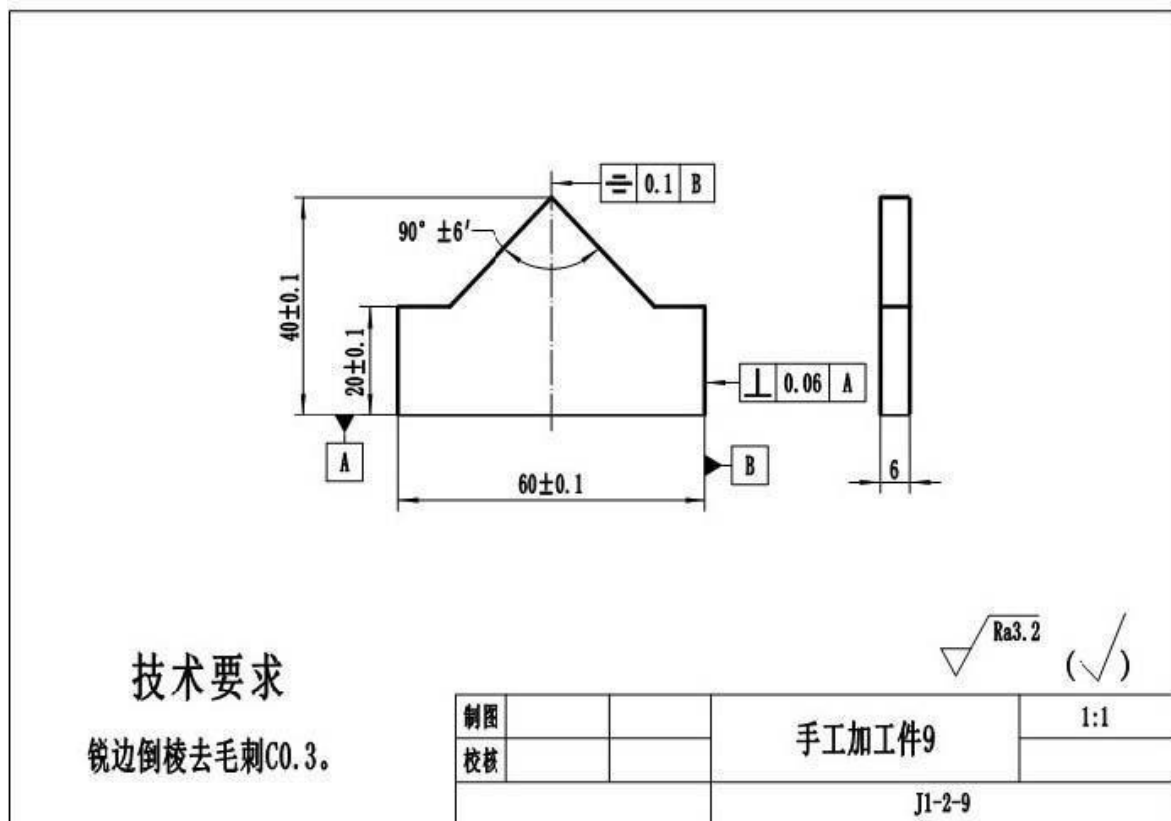 0.1 B
90° ±6′
40±0.1
20±0.1
0.06 A
A
B
60±0.1
6
Ra3.2
( )
技术要求
锐边倒棱去毛刺C0.3。
制图
校核
手工加工件9
1:1
J1-2-9